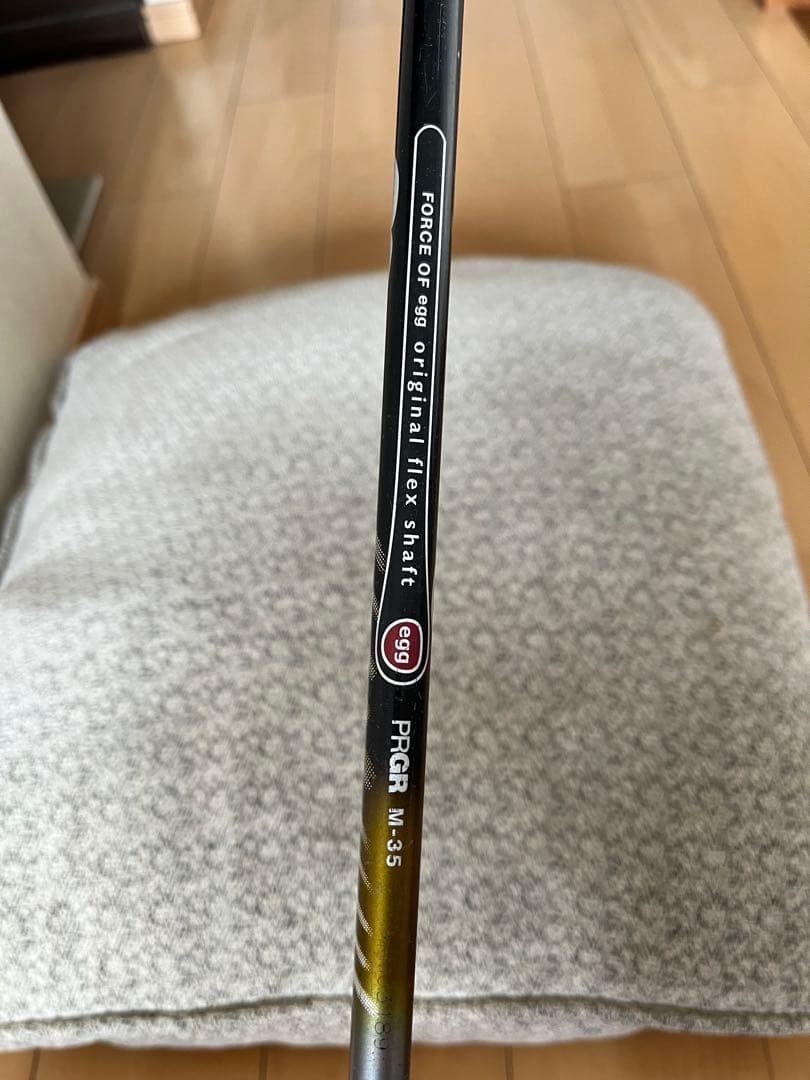 FORCE OF egg original flex shaft
egg
PRGR M-35